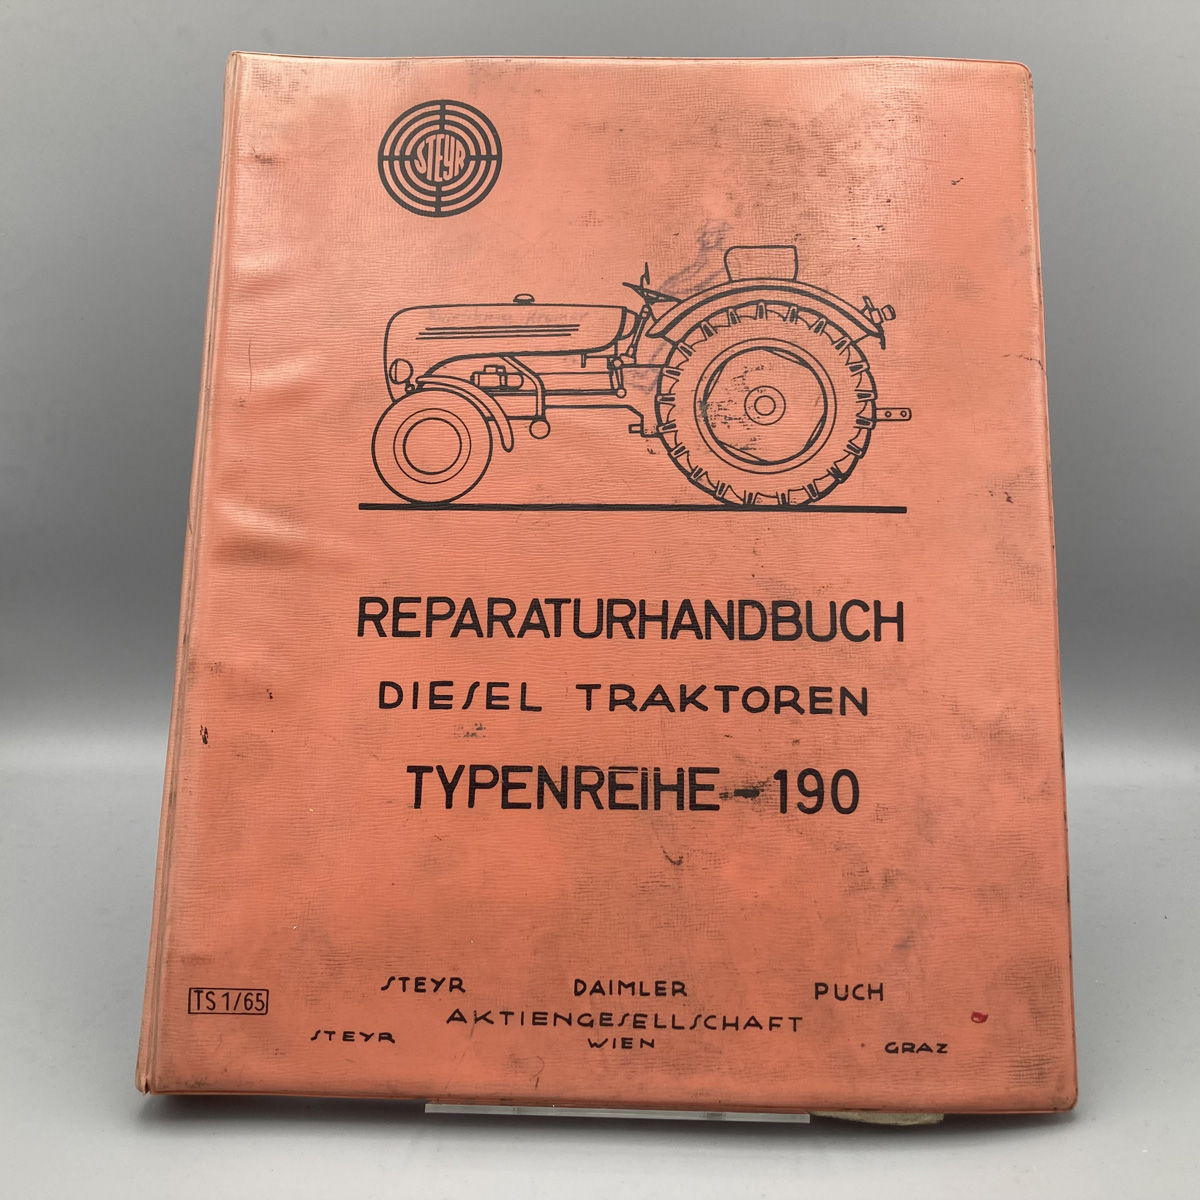 STEYR
REPARATURHANDBUCH
DIESEL TRAKTOREN
TYPENREIHE - 190
STEYR DAIMLER PUCH
TS 1/65
AKTIENGESELLSCHAFT
STEYR WIEN GRAZ